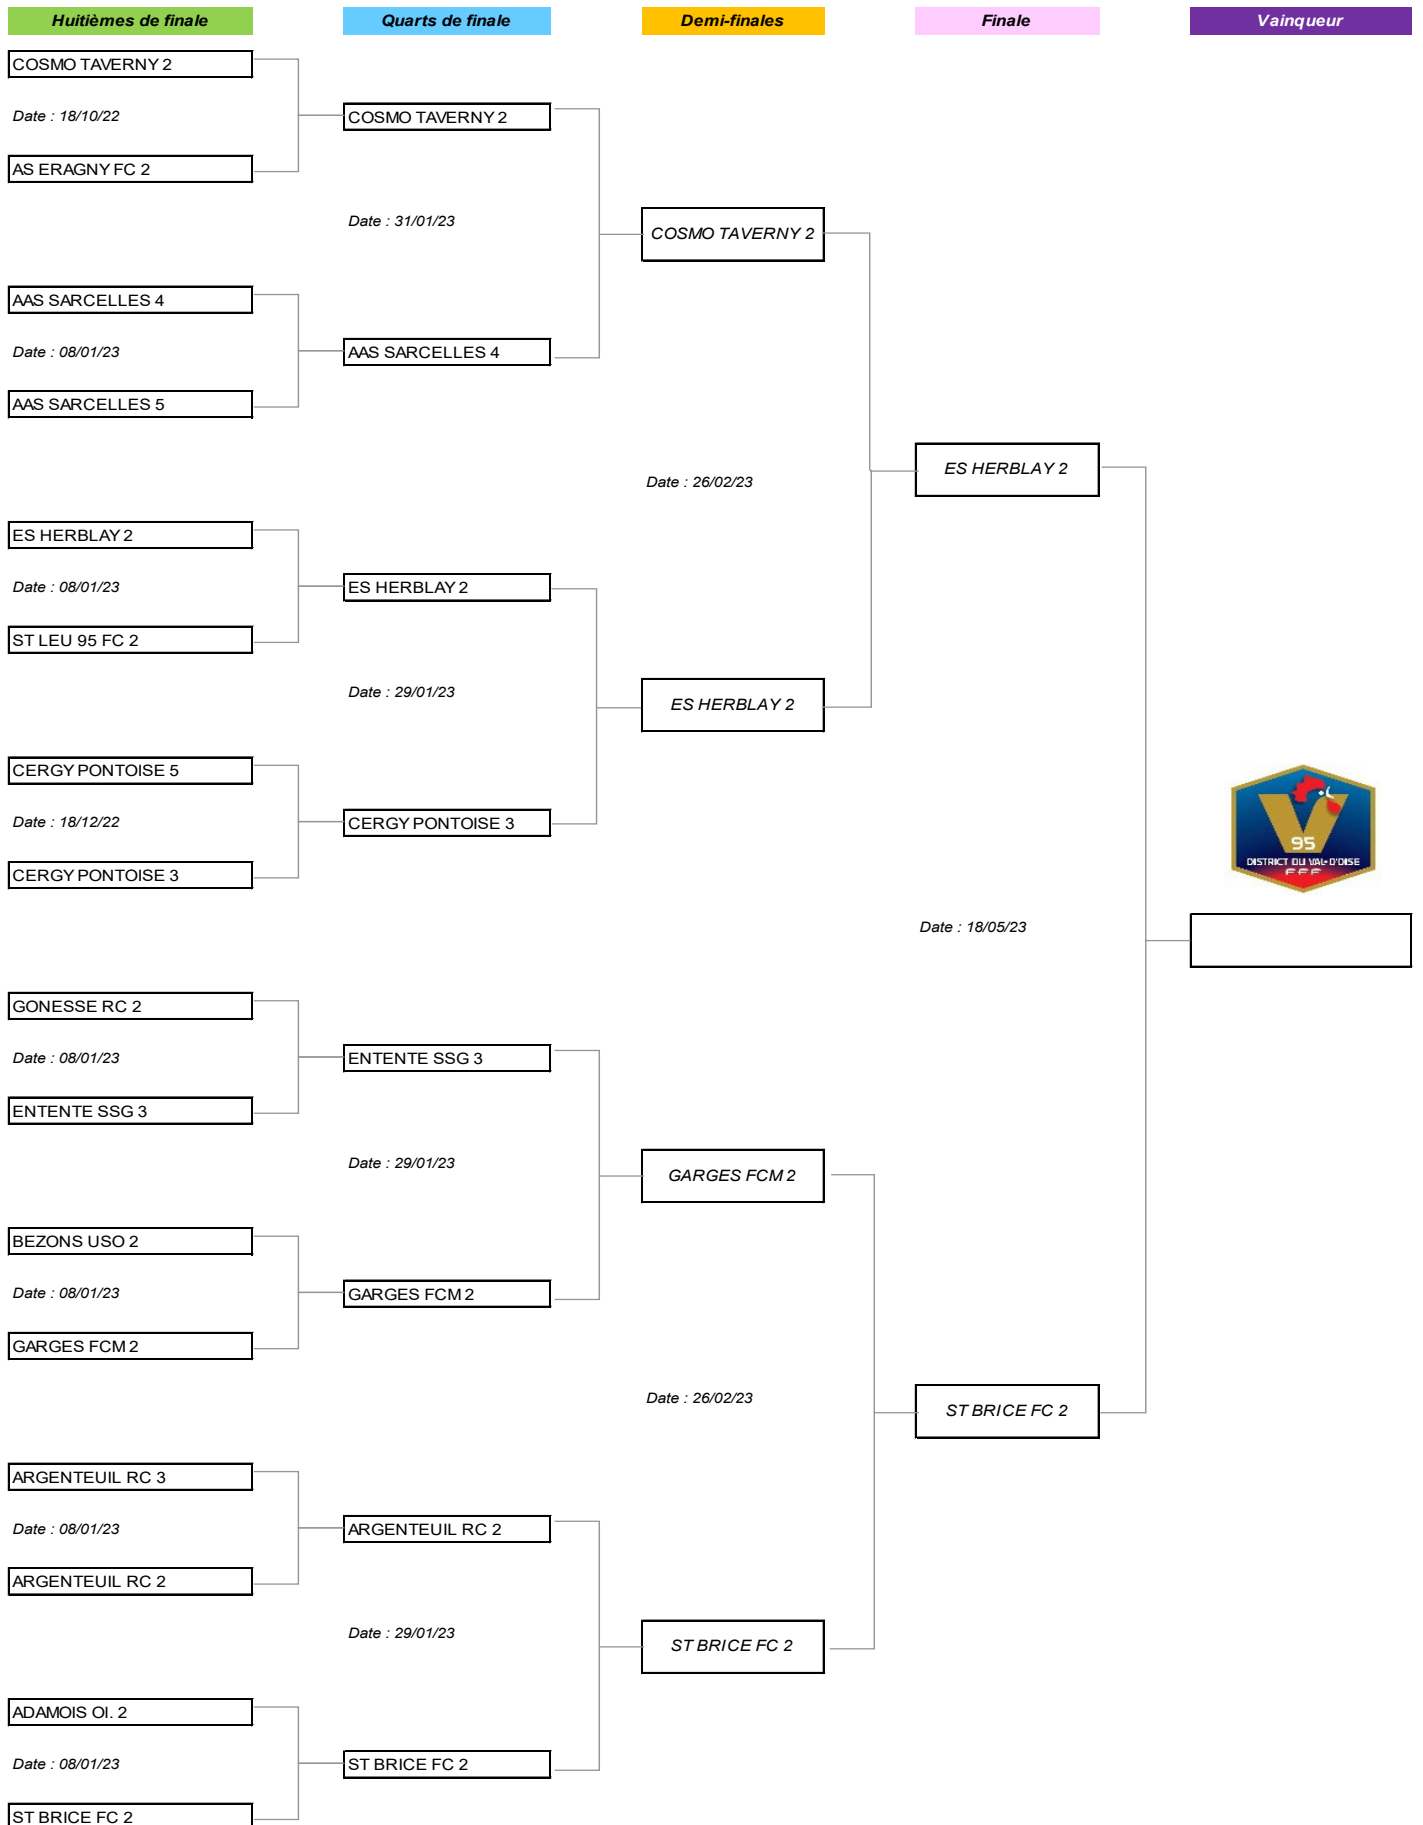 Huitièmes de finale
Quarts de finale
Demi-finales
Finale
Vainqueur
COSMO TAVERNY 2
Date : 18/10/22
COSMO TAVERNY 2
AS ERAGNY FC 2
Date : 31/01/23
COSMO TAVERNY 2
AAS SARCELLES 4
Date : 08/01/23
AAS SARCELLES 4
AAS SARCELLES 5
Date : 26/02/23
ES HERBLAY 2
ES HERBLAY 2
Date : 08/01/23
ES HERBLAY 2
ST LEU 95 FC 2
Date : 29/01/23
ES HERBLAY 2
CERGY PONTOISE 5
Date : 18/12/22
CERGY PONTOISE 3
CERGY PONTOISE 3
95
DISTRICT DU VAL D'OISE
FFF
Date : 18/05/23
GONESSE RC 2
Date : 08/01/23
ENTENTE SSG 3
ENTENTE SSG 3
Date : 29/01/23
GARGES FCM 2
BEZONS USO 2
Date : 08/01/23
GARGES FCM 2
GARGES FCM 2
Date : 26/02/23
ST BRICE FC 2
ARGENTEUIL RC 3
Date : 08/01/23
ARGENTEUIL RC 2
ARGENTEUIL RC 2
Date : 29/01/23
ST BRICE FC 2
ADAMOIS Ol. 2
Date : 08/01/23
ST BRICE FC 2
ST BRICE FC 2